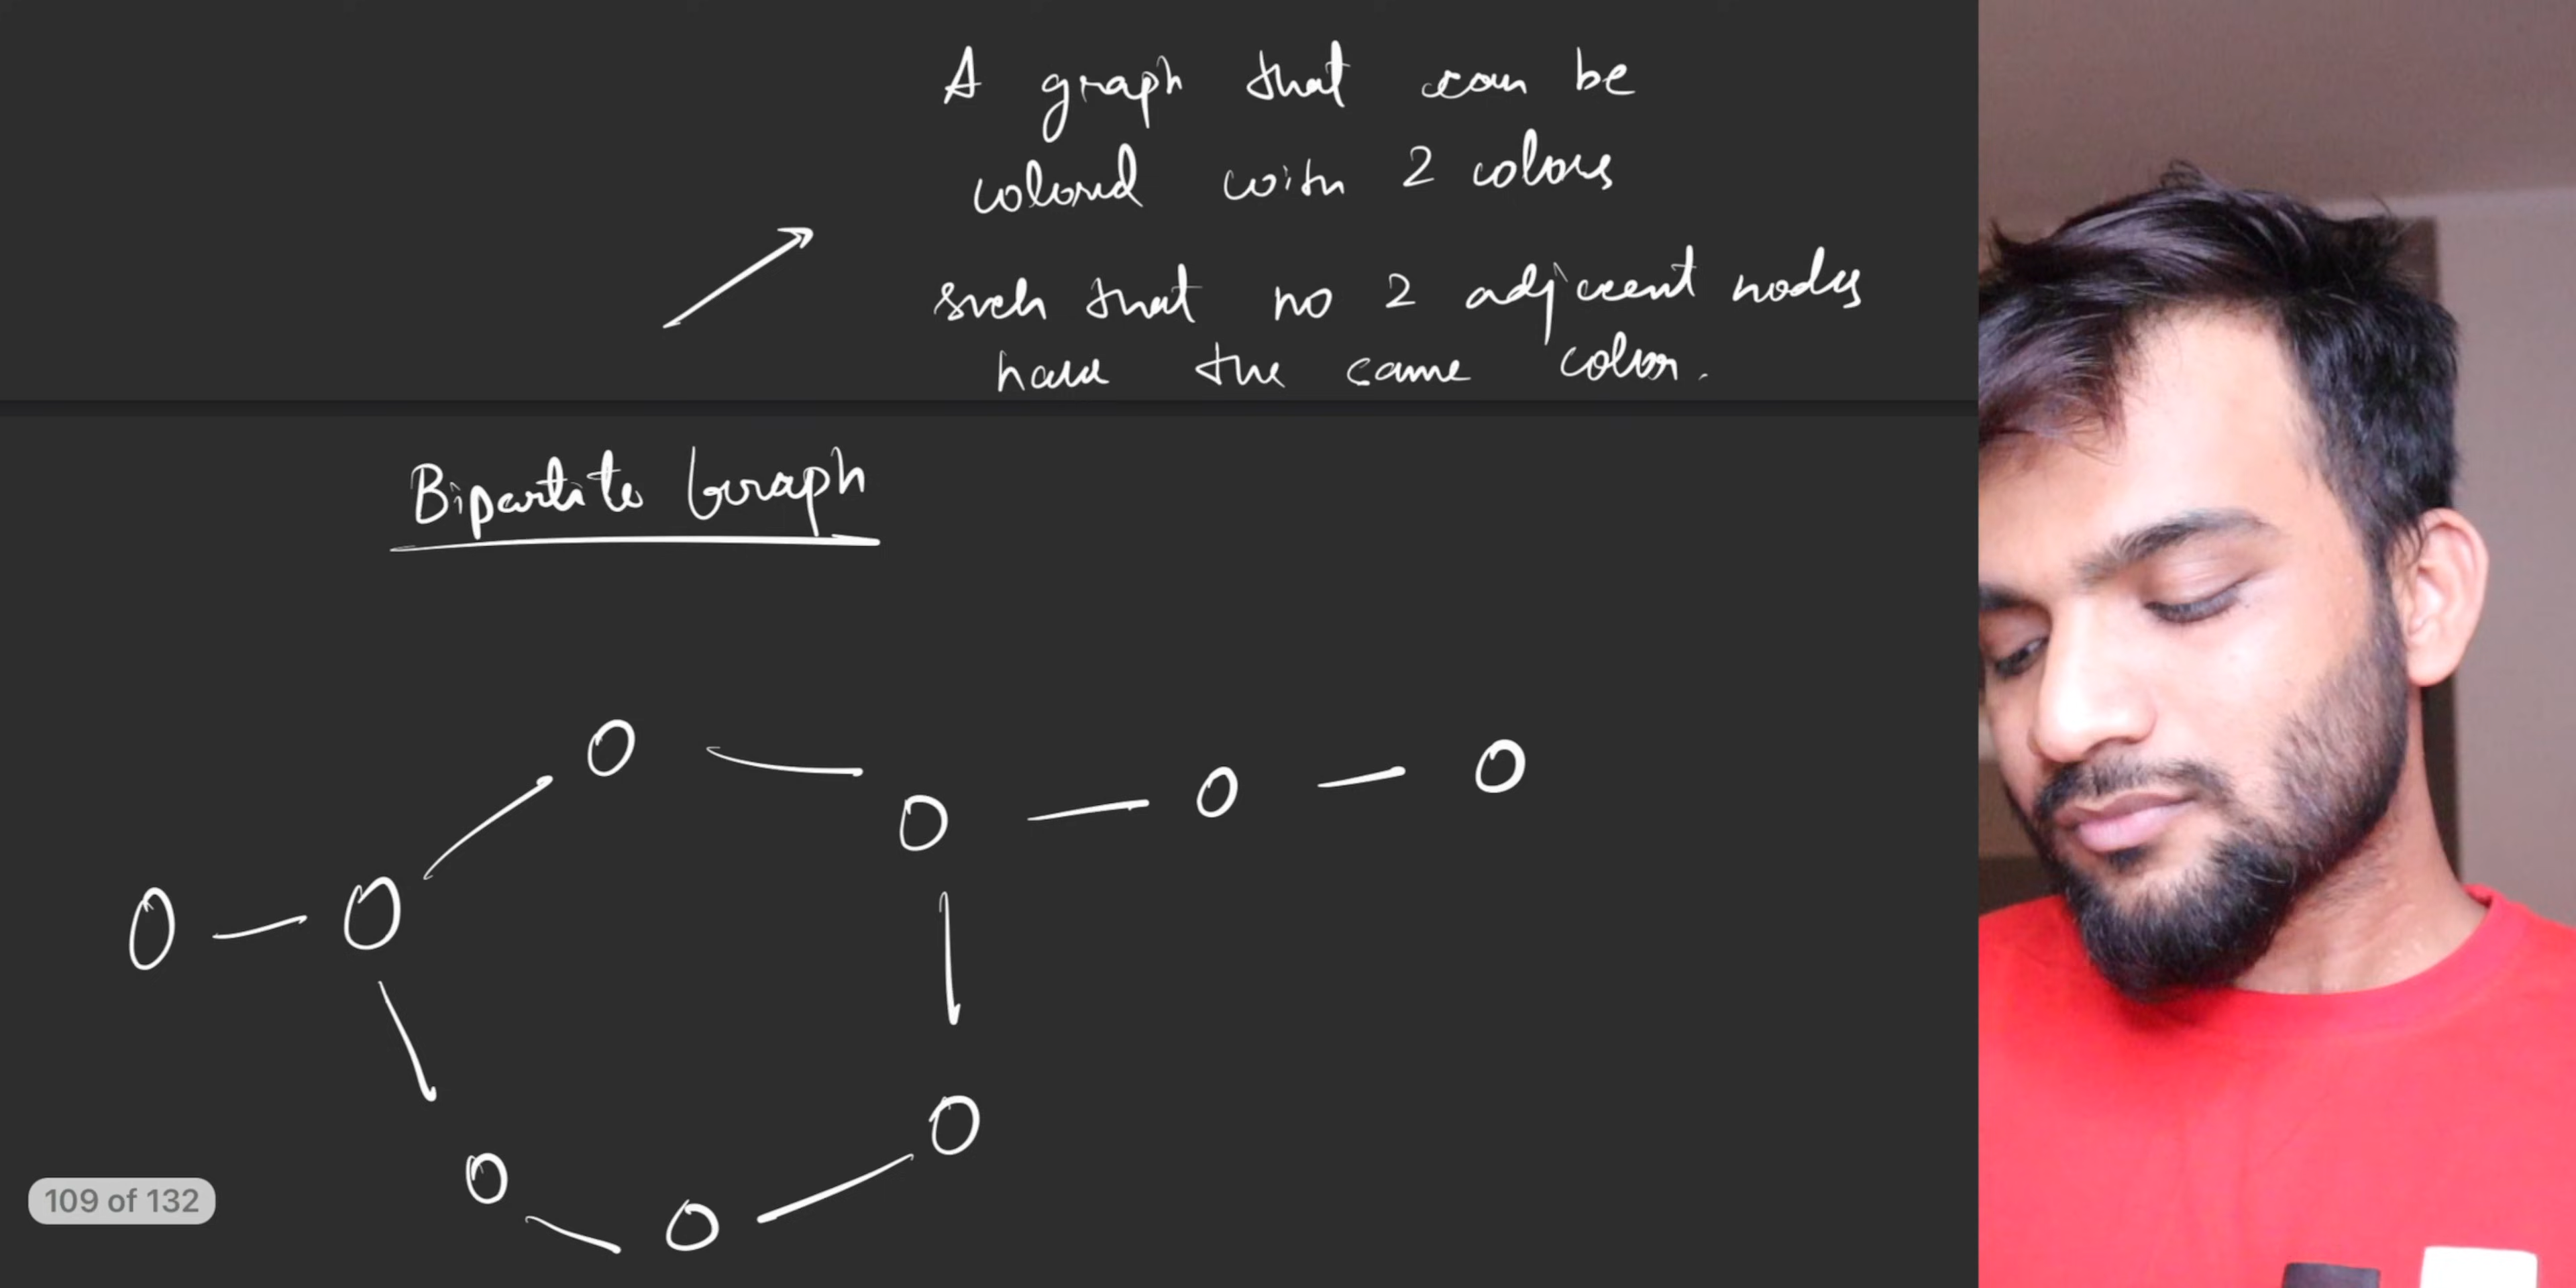 A graph that can be
colored with 2 colors
such that no 2 adjacent nodes
have the same color.
Bipartite Graph
109 of 132